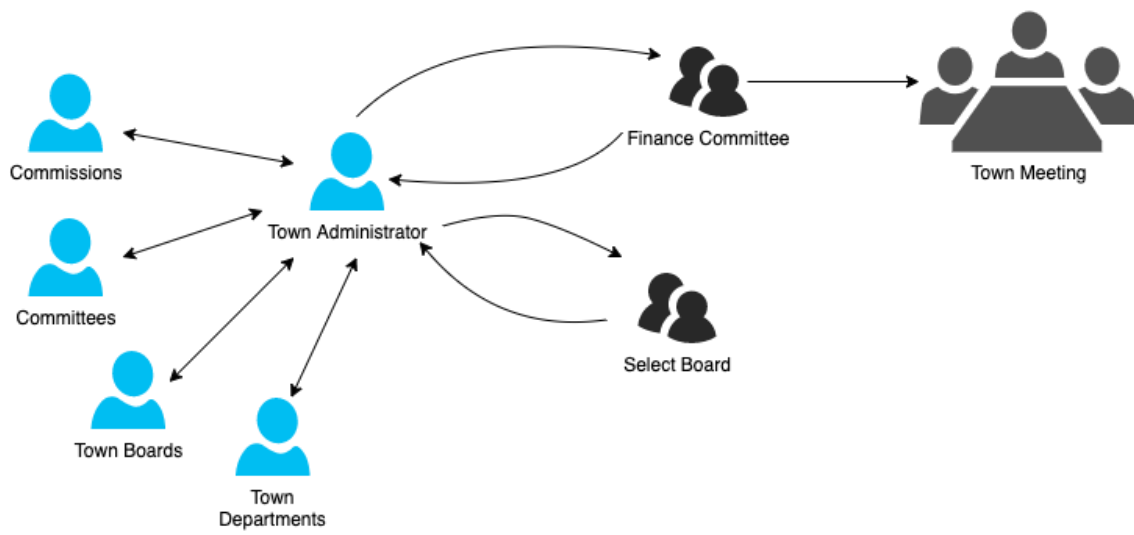 Commissions
Finance Committee
Town Meeting
Town Administrator
Committees
Select Board
Town Boards
Town
Departments